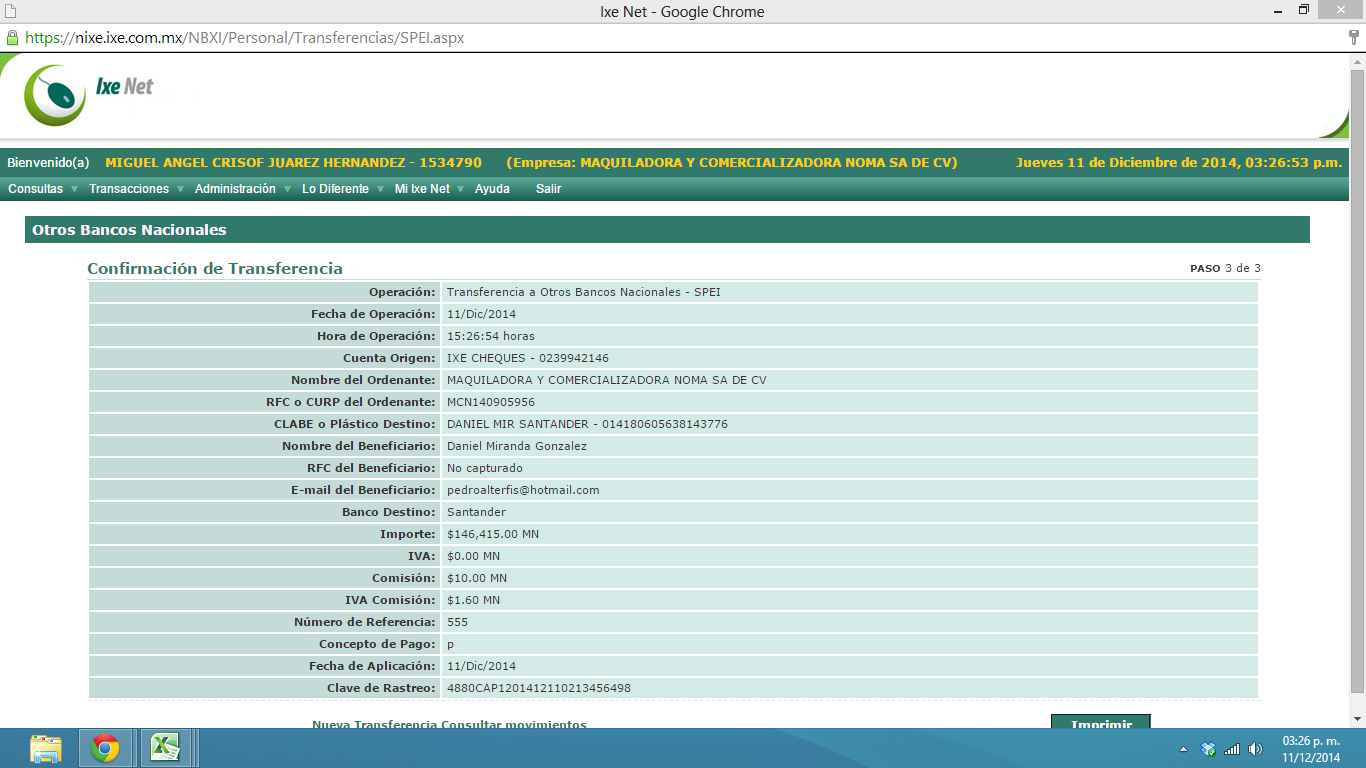 Ixe Net - Google Chrome
https://nixe.ixe.com.mx/NBXI/Personal/Transferencias/SPEI.aspx
Ixe Net
Bienvenido(a) MIGUEL ANGEL CRISOF JUAREZ HERNANDEZ - 1534790 (Empresa: MAQUILADORA Y COMERCIALIZADORA NOMA SA DE CV) Jueves 11 de Diciembre de 2014, 03:26:53 p.m.
Consultas Transacciones Administración Lo Diferente Mi Ixe Net Ayuda Salir
Otros Bancos Nacionales
Confirmación de Transferencia PASO 3 de 3
Operación: Transferencia a Otros Bancos Nacionales - SPEI
Fecha de Operación: 11/Dic/2014
Hora de Operación: 15:26:54 horas
Cuenta Origen: IXE CHEQUES - 0239942146
Nombre del Ordenante: MAQUILADORA Y COMERCIALIZADORA NOMA SA DE CV
RFC o CURP del Ordenante: MCN140905956
CLABE o Plástico Destino: DANIEL MIR SANTANDER - 014180605638143776
Nombre del Beneficiario: Daniel Miranda Gonzalez
RFC del Beneficiario: No capturado
E-mail del Beneficiario: pedroalterfis@hotmail.com
Banco Destino: Santander
Importe: $146,415.00 MN
IVA: $0.00 MN
Comisión: $10.00 MN
IVA Comisión: $1.60 MN
Número de Referencia: 555
Concepto de Pago: p
Fecha de Aplicación: 11/Dic/2014
Clave de Rastreo: 4880CAP1201412110213456498
Nueva Transferencia Consultar movimientos Imprimir
03:26 p. m.
11/12/2014